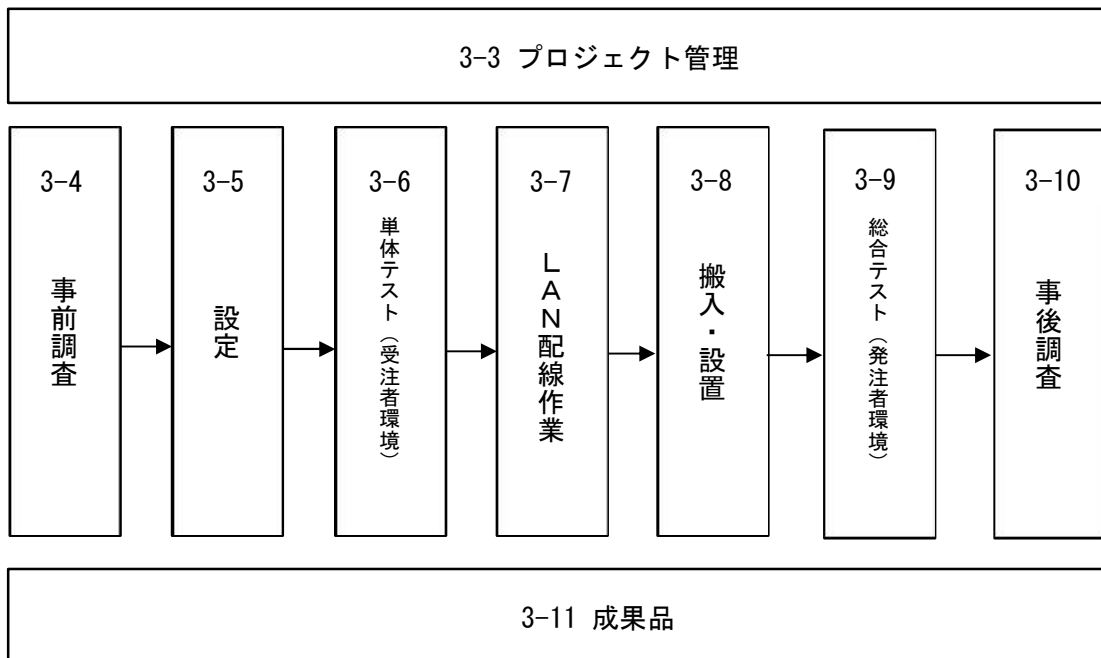 3-3 プロジェクト管理
3-4
事前調査
3-5
設定
3-6
単体テスト（受注者環境）
3-7
ＬＡＮ配線作業
3-8
搬入・設置
3-9
総合テスト（発注者環境）
3-10
事後調査
3-11 成果品